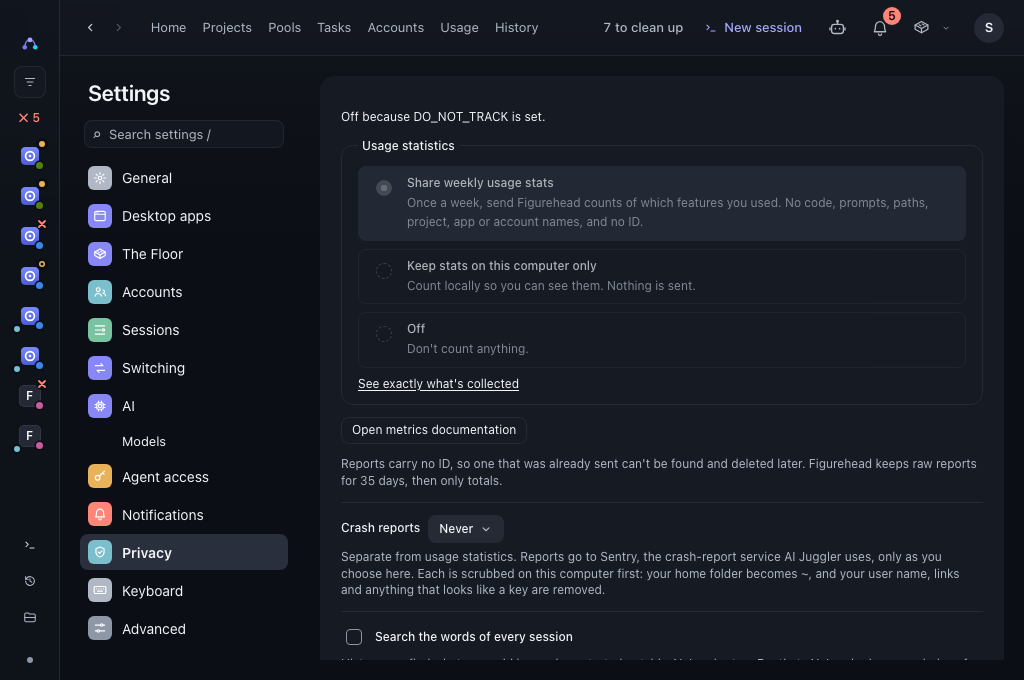 Home Projects Pools Tasks Accounts Usage History 7 to clean up New session 5 S
5
F
F
Settings
Search settings /
General
Desktop apps
The Floor
Accounts
Sessions
Switching
AI
Models
Agent access
Notifications
Privacy
Keyboard
Advanced
Off because DO_NOT_TRACK is set.
Usage statistics
Share weekly usage stats
Once a week, send Figurehead counts of which features you used. No code, prompts, paths,
project, app or account names, and no ID.
Keep stats on this computer only
Count locally so you can see them. Nothing is sent.
Off
Don't count anything.
See exactly what's collected
Open metrics documentation
Reports carry no ID, so one that was already sent can't be found and deleted later. Figurehead keeps raw reports
for 35 days, then only totals.
Crash reports Never
Separate from usage statistics. Reports go to Sentry, the crash-report service AI Juggler uses, only as you
choose here. Each is scrubbed on this computer first: your home folder becomes ~, and your user name, links
and anything that looks like a key are removed.
Search the words of every session